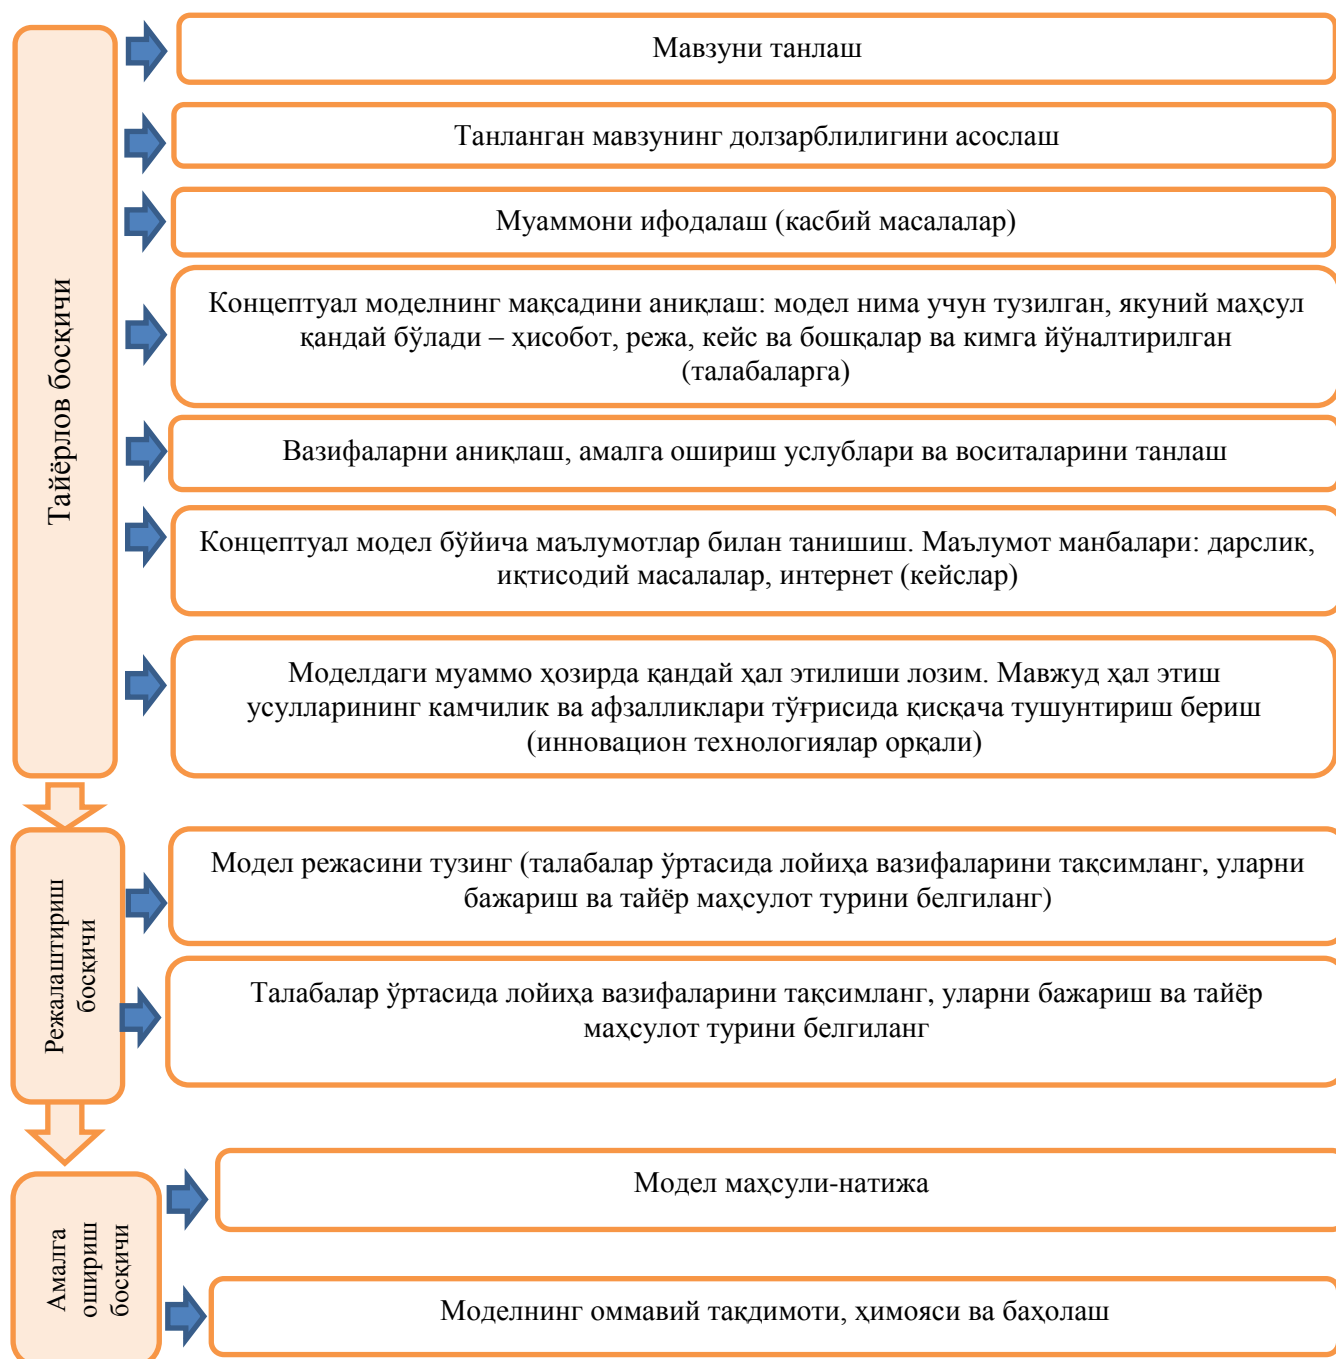 Тайёрлов босқичи
Мавзуни танлаш
Танланган мавзунинг долзарблилигини асослаш
Муаммони ифодалаш (касбий масалалар)
Концептуал моделнинг мақсадини аниқлаш: модел нима учун тузилган, якуний маҳсул
қандай бўлади – ҳисобот, режа, кейс ва бошқалар ва кимга йўналтирилган
(талабаларга)
Вазифаларни аниқлаш, амалга ошириш услублари ва воситаларини танлаш
Концептуал модел бўйича маълумотлар билан танишиш. Маълумот манбалари: дарслик,
иқтисодий масалалар, интернет (кейслар)
Моделдаги муаммо ҳозирда қандай ҳал этилиши лозим. Мавжуд ҳал этиш
усулларининг камчилик ва афзалликлари тўғрисида қисқача тушунтириш бериш
(инновацион технологиялар орқали)
Режалаштириш
босқичи
Модел режасини тузинг (талабалар ўртасида лойиҳа вазифаларини тақсимланг, уларни
бажариш ва тайёр маҳсулот турини белгиланг)
Талабалар ўртасида лойиҳа вазифаларини тақсимланг, уларни бажариш ва тайёр
маҳсулот турини белгиланг
Амалга
ошириш
босқичи
Модел маҳсули-натижа
Моделнинг оммавий тақдимоти, ҳимояси ва баҳолаш